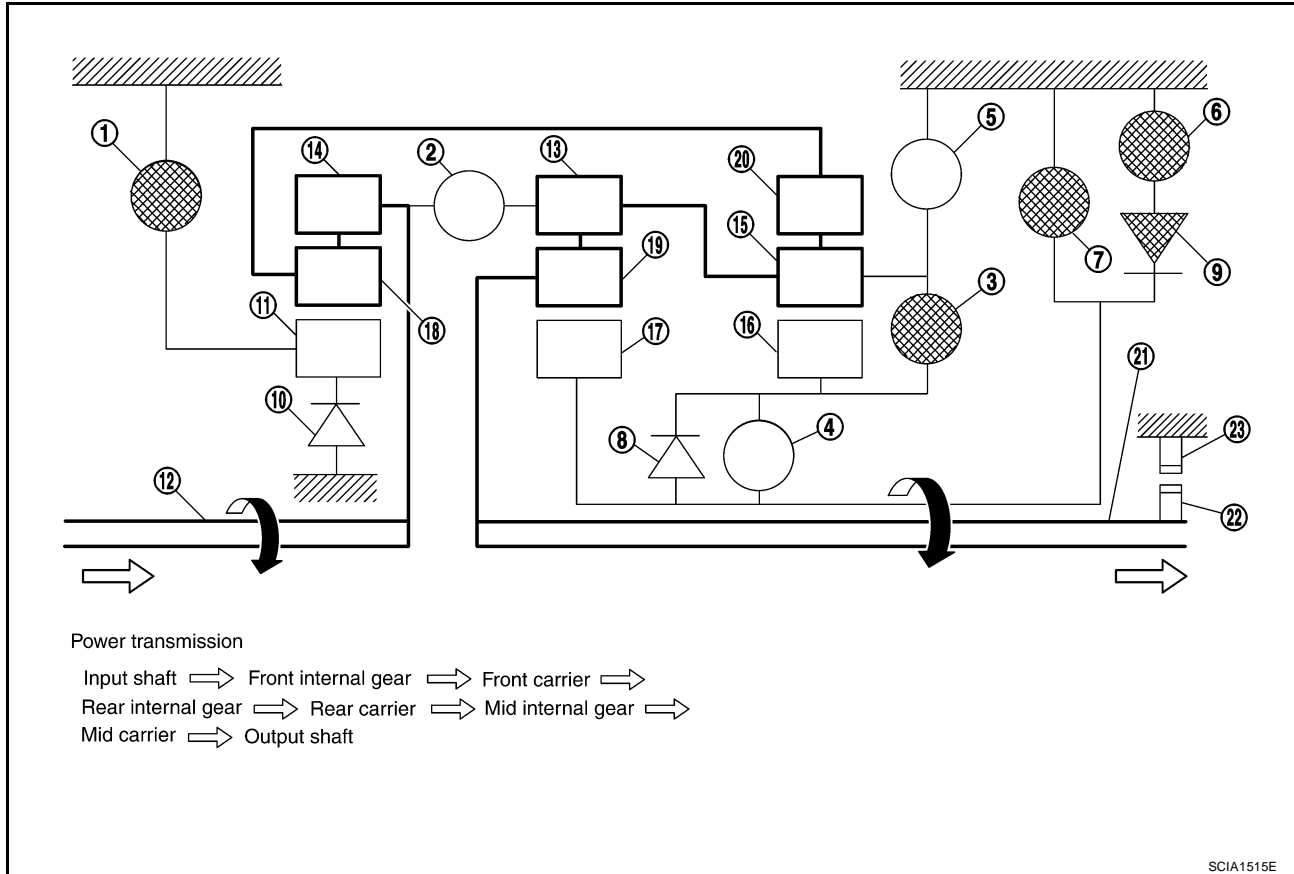 ① ② ③ ④ ⑤ ⑥ ⑦ ⑧ ⑨ ⑩ ⑪ ⑫ ⑬ ⑭ ⑮ ⑯ ⑰ ⑱ ⑲ ⑳ ㉑ ㉒ ㉓
Power transmission
Input shaft ⇨ Front internal gear ⇨ Front carrier ⇨
Rear internal gear ⇨ Rear carrier ⇨ Mid internal gear ⇨
Mid carrier ⇨ Output shaft
SCIA1515E